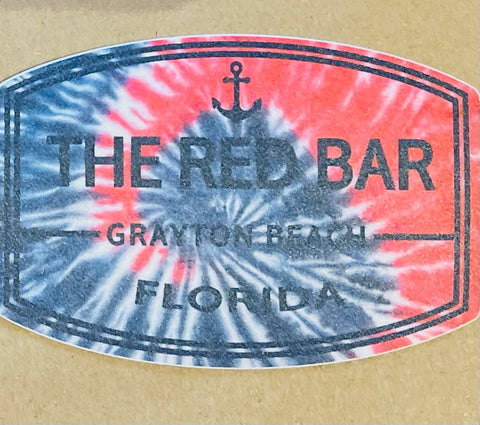 THE RED BAR
GRAYTON BEACH
FLORIDA